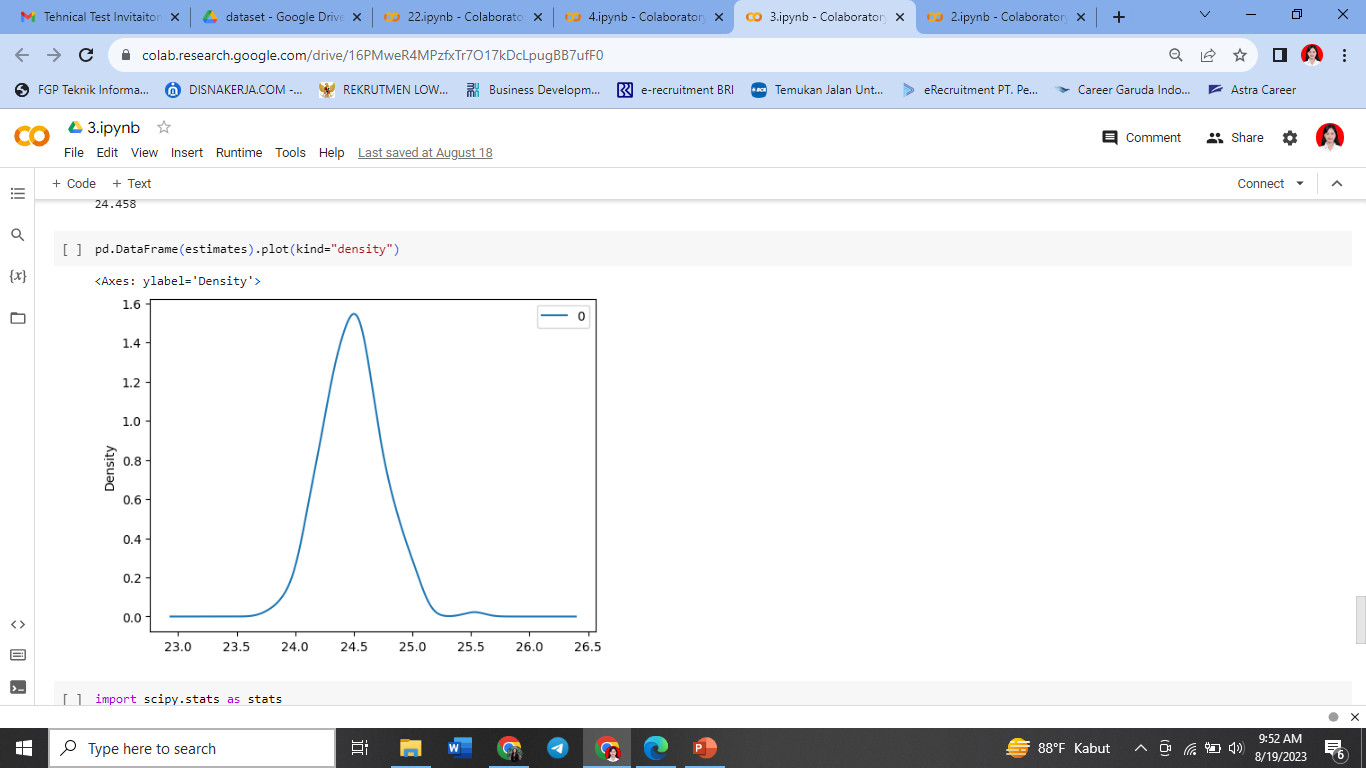 Tehnical Test Invitaiton
dataset - Google Drive
22.ipynb - Colaborator
4.ipynb - Colaboratory
3.ipynb - Colaboratory
2.ipynb - Colaboratory
colab.research.google.com/drive/16PMweR4MPzfxTr7O17kDcLpugBB7ufF0
FGP Teknik Informa...
DISNAKERJA.COM -...
REKRUTMEN LOW...
Business Developm...
e-recruitment BRI
Temukan Jalan Unt...
eRecruitment PT. Pe...
Career Garuda Indo...
Astra Career
3.ipynb
File Edit View Insert Runtime Tools Help Last saved at August 18
Comment
Share
+ Code + Text
Connect
24.458
[ ] pd.DataFrame(estimates).plot(kind="density")
<Axes: ylabel='Density'>
0
1.6
1.4
1.2
1.0
0.8
0.6
0.4
0.2
0.0
Density
23.0 23.5 24.0 24.5 25.0 25.5 26.0 26.5
{x}
[ ] import scipy.stats as stats
Type here to search
88°F Kabut
9:52 AM
8/19/2023
6